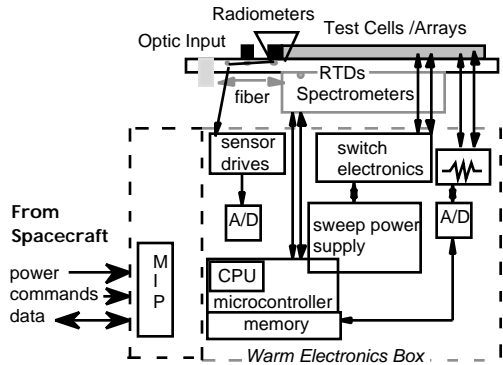 Radiometers
Test Cells /Arrays
Optic Input
RTDs
fiber
Spectrometers
sensor
drives
switch
electronics
A/D
A/D
From
Spacecraft
sweep power
supply
M
I
P
power
commands
data
CPU
microcontroller
memory
Warm Electronics Box